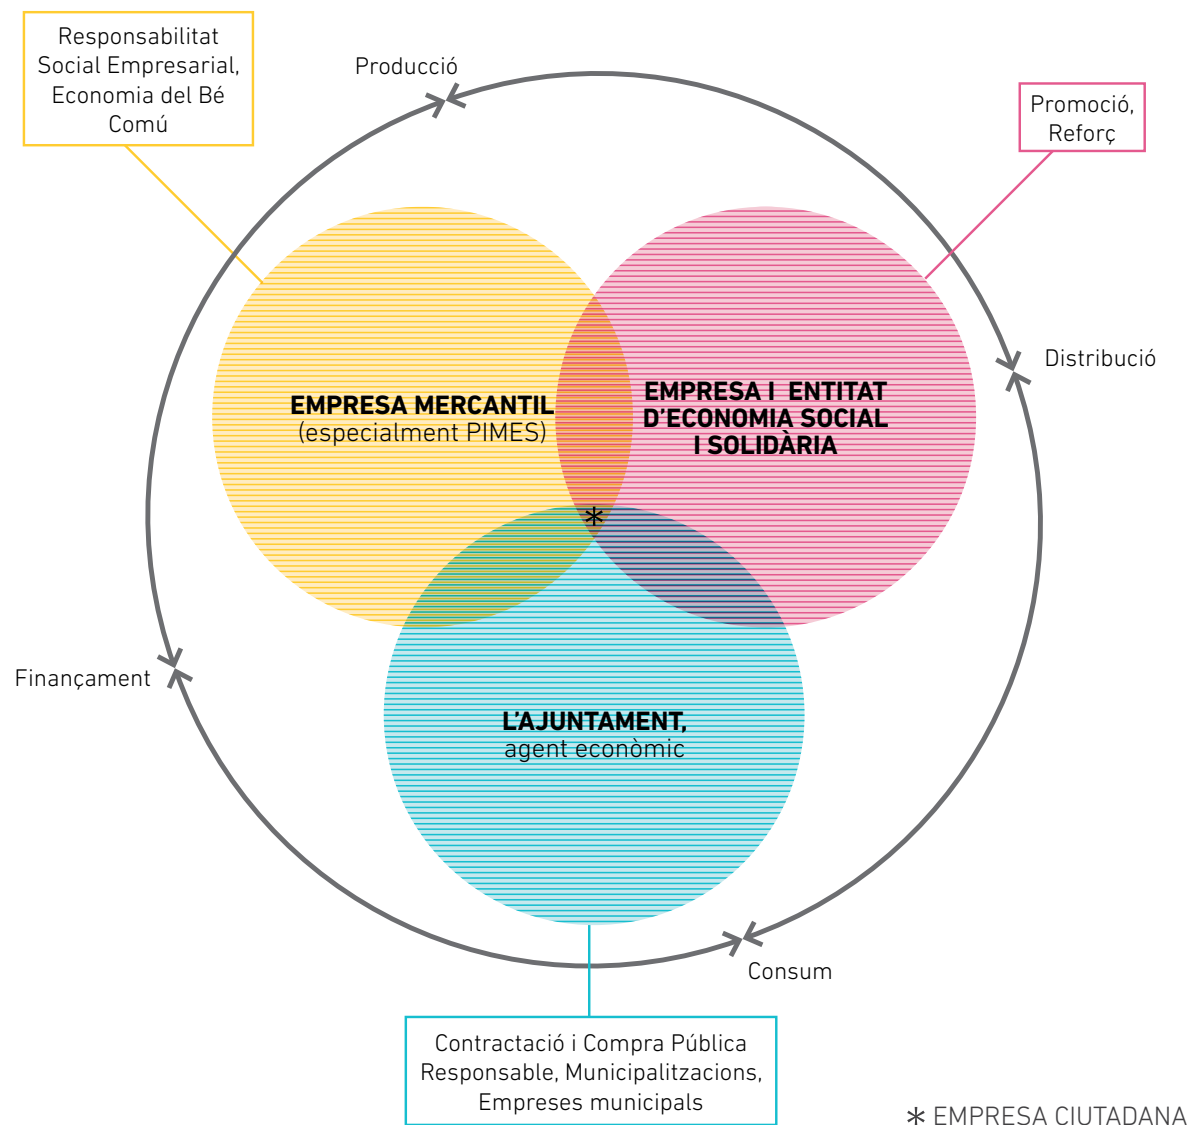 Responsabilitat
Social Empresarial,
Economia del Bé
Comú
Producció
Promoció,
Reforç
Distribució
EMPRESA MERCANTIL
(especialment PIMES)
EMPRESA I ENTITAT
D'ECONOMIA SOCIAL
I SOLIDÀRIA
*
Finançament
L'AJUNTAMENT,
agent econòmic
Consum
Contractació i Compra Pública
Responsable, Municipalitzacions,
Empreses municipals
* EMPRESA CIUTADANA